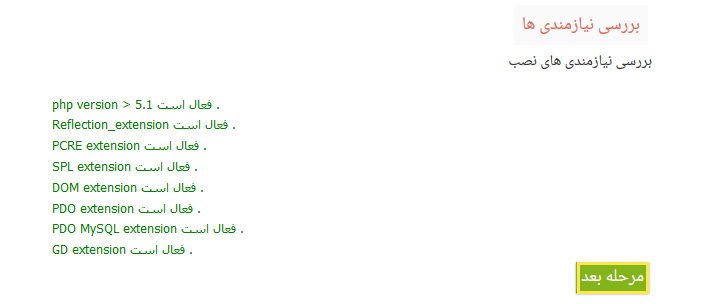 بررسی نیازمندی ها
بررسی نیازمندی های نصب
php version > 5.1 فعال است .
Reflection_extension فعال است .
PCRE extension فعال است .
SPL extension فعال است .
DOM extension فعال است .
PDO extension فعال است .
PDO MySQL extension فعال است .
GD extension فعال است .
مرحله بعد